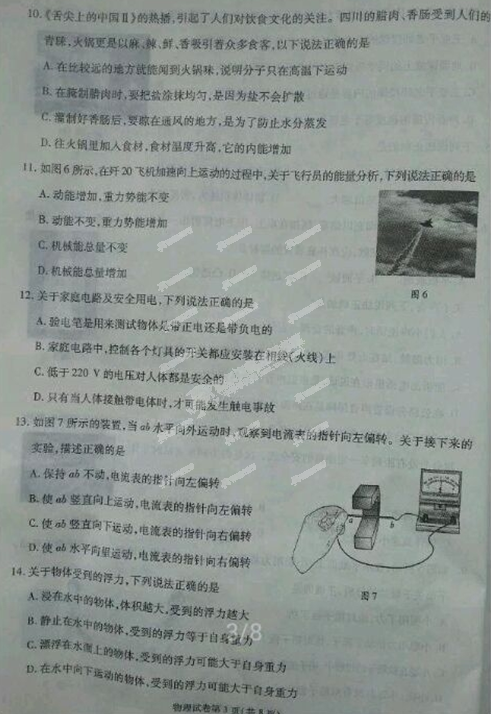 10.《舌尖上的中国Ⅱ》的热播,引起了人们对饮食文化的关注。四川的腊肉、香肠受到人们的
青睐,火锅更是以麻、辣、鲜、香吸引着众多食客,以下说法正确的是
A. 在比较远的地方就能闻到火锅味,说明分子只在高温下运动
B. 在腌制腊肉时,要把盐涂抹均匀,是因为盐不会扩散
C. 灌制好香肠后,要晾在通风的地方,是为了防止水分蒸发
D. 往火锅里加入食材,食材温度升高,它的内能增加
11. 如图6所示,在歼20飞机加速向上运动的过程中,关于飞行员的能量分析,下列说法正确的是
A. 动能增加,重力势能不变
B. 动能不变,重力势能增加
C. 机械能总量不变
D. 机械能总量增加
图6
12. 关于家庭电路及安全用电,下列说法正确的是
A. 验电笔是用来测试物体是带正电还是带负电的
B. 家庭电路中,控制各个灯具的开关都应安装在相线(火线)上
C. 低于220 V的电压对人体都是安全的
D. 只有当人体接触带电体时,才可能发生触电事故
13. 如图7所示的装置,当ab水平向外运动时,观察到电流表的指针向左偏转。关于接下来的
实验,描述正确的是
A. 保持ab不动,电流表的指针向左偏转
B. 使ab竖直向上运动,电流表的指针向左偏转
C. 使ab竖直向下运动,电流表的指针向右偏转
D. 使ab水平向里运动,电流表的指针向右偏转
a b
图7
14. 关于物体受到的浮力,下列说法正确的是
A. 浸在水中的物体,体积越大,受到的浮力越大
B. 静止在水中的物体,受到的浮力等于自身重力
C. 漂浮在水面上的物体,受到的浮力可能大于自身重力
D. 在水中向下运动的物体,受到的浮力可能大于自身重力
3/8
物理试卷第3页(共8页)